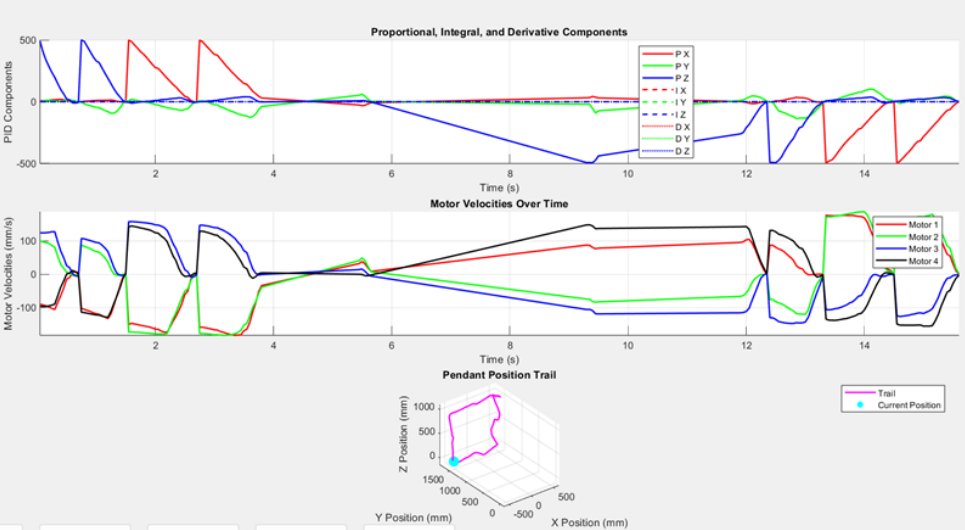 Proportional, Integral, and Derivative Components
PID Components
500
0
-500
2
4
6
8
10
12
14
Time (s)
P X
P Y
P Z
I X
I Y
I Z
D X
D Y
D Z
Motor Velocities Over Time
Motor Velocities (mm/s)
100
0
-100
2
4
6
8
10
12
14
Time (s)
Motor 1
Motor 2
Motor 3
Motor 4
Pendant Position Trail
Z Position (mm)
1000
500
0
1500
1000
500
0
Y Position (mm)
-500
0
500
X Position (mm)
Trail
Current Position